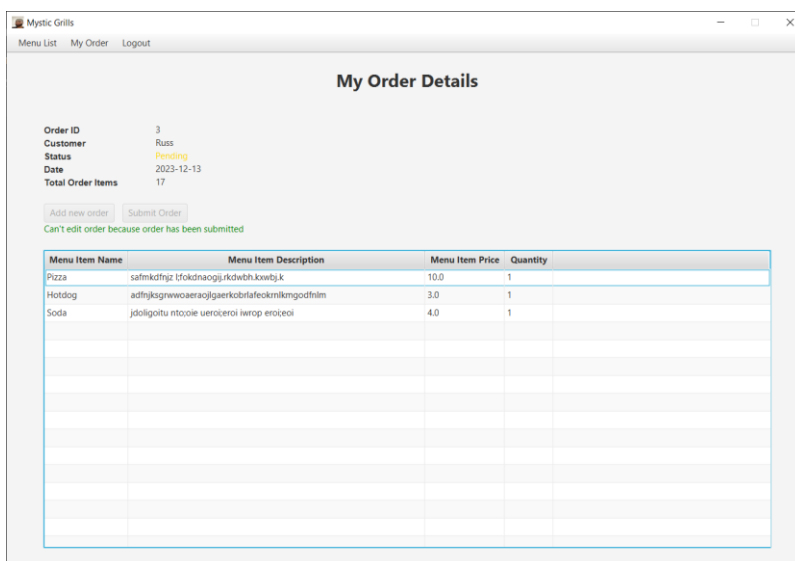 Mystic Grills
Menu List My Order Logout
My Order Details
Order ID 3
Customer Russ
Status Pending
Date 2023-12-13
Total Order Items 17
Add new order Submit Order
Can't edit order because order has been submitted
Menu Item Name Menu Item Description Menu Item Price Quantity
Pizza safmkdfnjz l;fokdnaogij.rkdwbh.kxwbj.k 10.0 1
Hotdog adfnjksgrwwoaeraojlgaerkobrlafeokrnlkmgodfnlm 3.0 1
Soda jdoligoitu nto;oie ueroi;eroi iwrop eroi;eoi 4.0 1